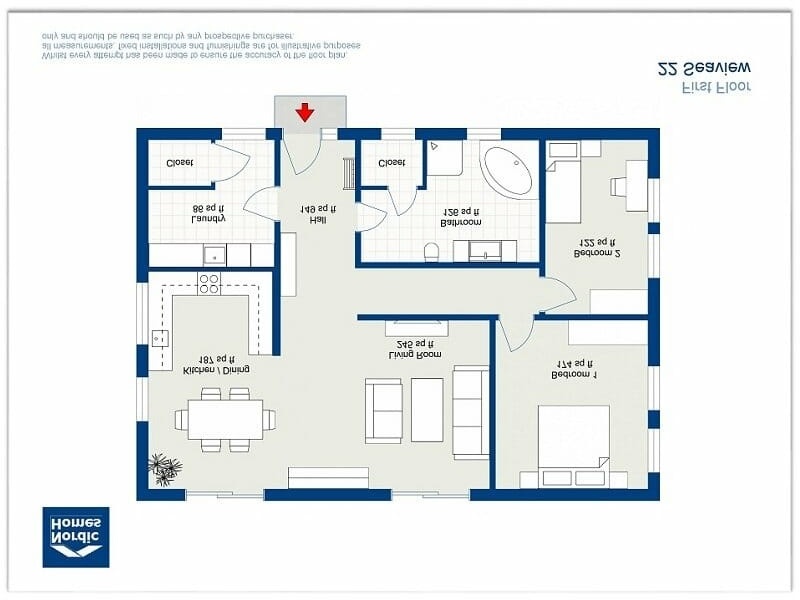 only and should be used as such by any prospective purchaser.
all measurements, fixed installations and furnishings are for illustrative purposes
Whilst every attempt has been made to ensure the accuracy of the floor plan,
22 Seaview
First Floor
Closet
Closet
86 sq ft
Laundry
149 sq ft
Hall
126 sq ft
Bathroom
122 sq ft
Bedroom 2
187 sq ft
Kitchen / Dining
245 sq ft
Living Room
174 sq ft
Bedroom 1
Homes
Nordic